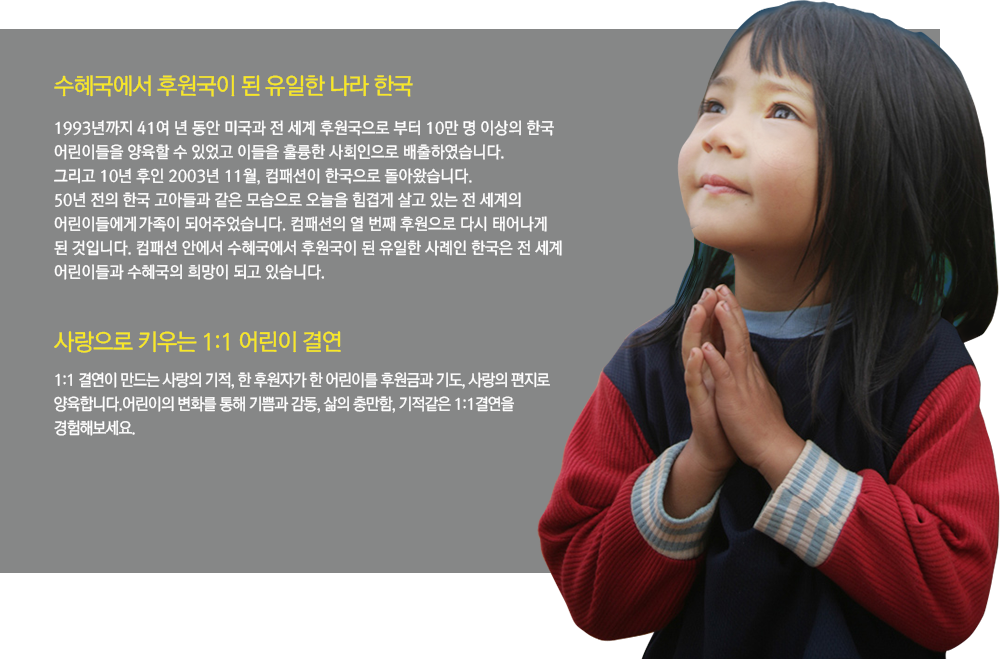 수혜국에서 후원국이 된 유일한 나라 한국
1993년까지 41여 년 동안 미국과 전 세계 후원국으로 부터 10만 명 이상의 한국
어린이들을 양육할 수 있었고 이들을 훌륭한 사회인으로 배출하였습니다.
그리고 10년 후인 2003년 11월, 컴패션이 한국으로 돌아왔습니다.
50년 전의 한국 고아들과 같은 모습으로 오늘을 힘겹게 살고 있는 전 세계의
어린이들에게 가족이 되어주었습니다. 컴패션의 열 번째 후원으로 다시 태어나게
된 것입니다. 컴패션 안에서 수혜국에서 후원국이 된 유일한 사례인 한국은 전 세계
어린이들과 수혜국의 희망이 되고 있습니다.
사랑으로 키우는 1:1 어린이 결연
1:1 결연이 만드는 사랑의 기적, 한 후원자가 한 어린이를 후원금과 기도, 사랑의 편지로
양육합니다.어린이의 변화를 통해 기쁨과 감동, 삶의 충만함, 기적같은 1:1결연을
경험해보세요.